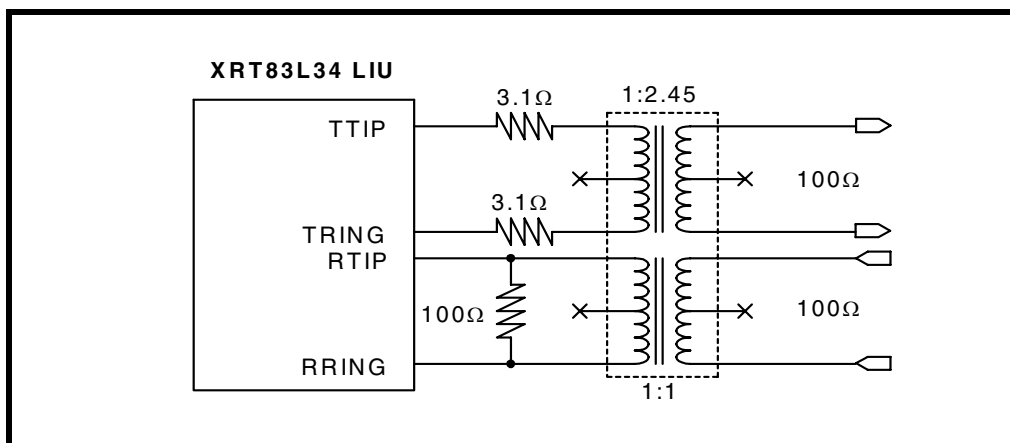 XRT83L34 LIU
3.1Ω
1:2.45
TTIP
100Ω
3.1Ω
TRING
RTIP
100Ω
100Ω
RRING
1:1